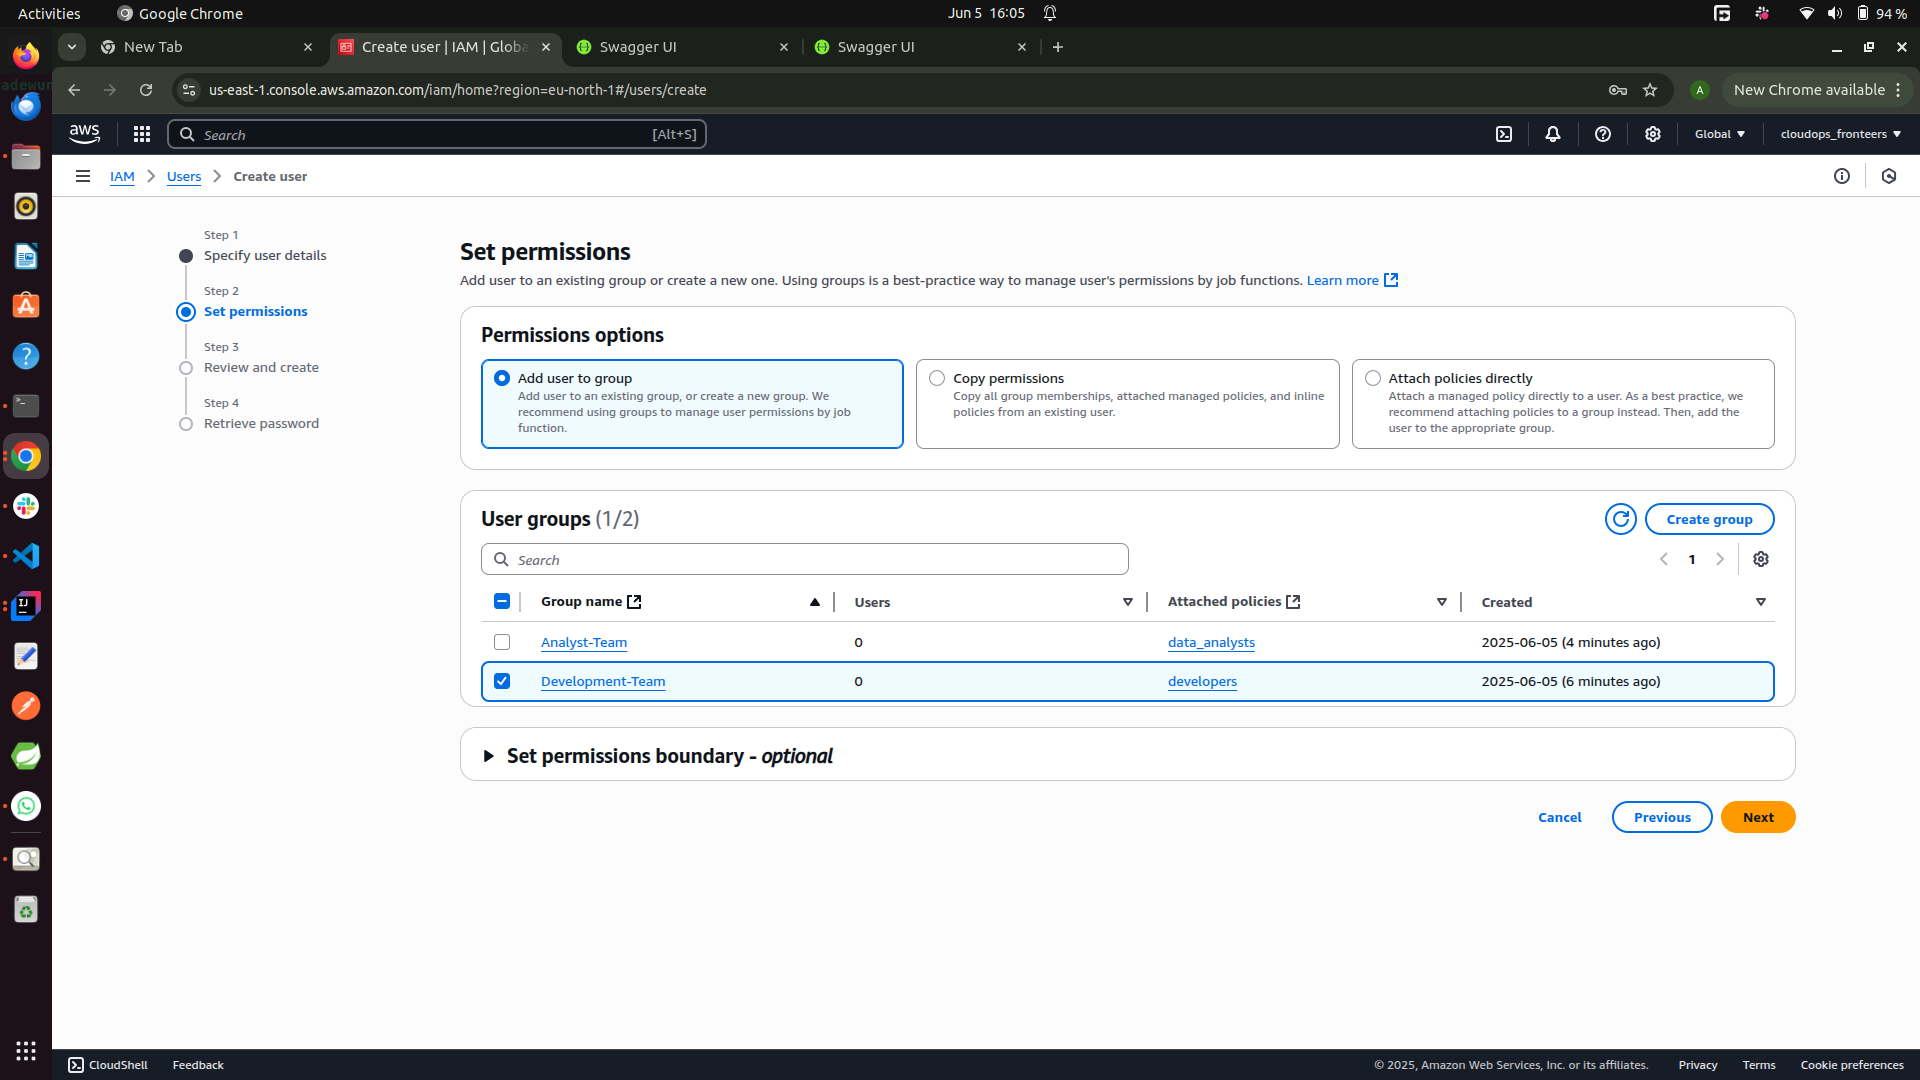 Activities
Google Chrome
Jun 5 16:05
94 %
New Tab
Create user | IAM | Globa
Swagger UI
Swagger UI
us-east-1.console.aws.amazon.com/iam/home?region=eu-north-1#/users/create
A
New Chrome available
adewu
aws
Search
[Alt+S]
Global
cloudops_fronteers
IAM
Users
Create user
Step 1
Specify user details
Step 2
Set permissions
Step 3
Review and create
Step 4
Retrieve password
Set permissions
Add user to an existing group or create a new one. Using groups is a best-practice way to manage user's permissions by job functions. Learn more
Permissions options
Add user to group
Add user to an existing group, or create a new group. We
recommend using groups to manage user permissions by job
function.
Copy permissions
Copy all group memberships, attached managed policies, and inline
policies from an existing user.
Attach policies directly
Attach a managed policy directly to a user. As a best practice, we
recommend attaching policies to a group instead. Then, add the
user to the appropriate group.
User groups (1/2)
Create group
Search
1
Group name
Users
Attached policies
Created
Analyst-Team
0
data_analysts
2025-06-05 (4 minutes ago)
Development-Team
0
developers
2025-06-05 (6 minutes ago)
Set permissions boundary - optional
Cancel
Previous
Next
IJ
CloudShell
Feedback
© 2025, Amazon Web Services, Inc. or its affiliates.
Privacy
Terms
Cookie preferences